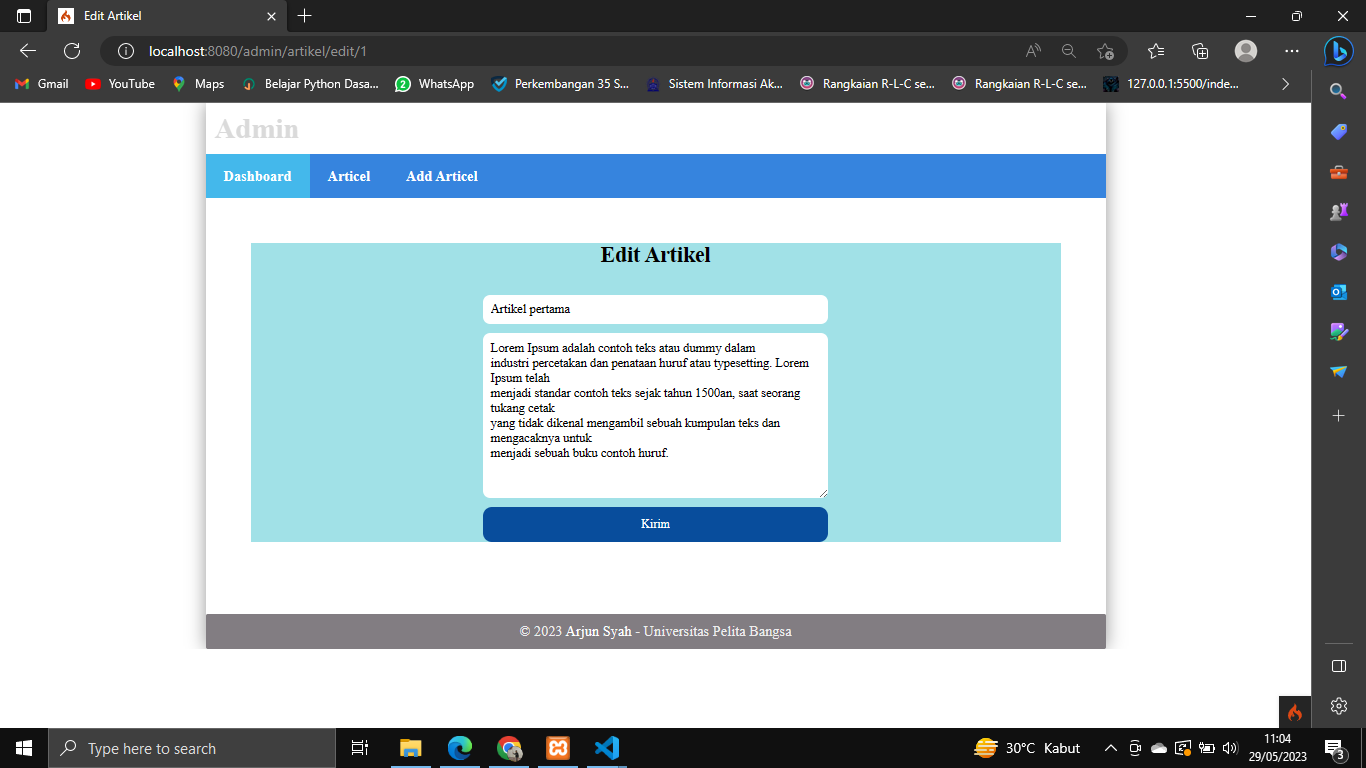 Edit Artikel
localhost:8080/admin/artikel/edit/1
Gmail
YouTube
Maps
Belajar Python Dasa...
2
WhatsApp
Perkembangan 35 S...
Sistem Informasi Ak...
Rangkaian R-L-C se...
Rangkaian R-L-C se...
127.0.0.1:5500/inde...
Admin
Dashboard
Articel
Add Articel
Edit Artikel
Artikel pertama
Lorem Ipsum adalah contoh teks atau dummy dalam
industri percetakan dan penataan huruf atau typesetting. Lorem
Ipsum telah
menjadi standar contoh teks sejak tahun 1500an, saat seorang
tukang cetak
yang tidak dikenal mengambil sebuah kumpulan teks dan
mengacaknya untuk
menjadi sebuah buku contoh huruf.
Kirim
© 2023 Arjun Syah - Universitas Pelita Bangsa
Type here to search
30°C Kabut
11:04
29/05/2023
3